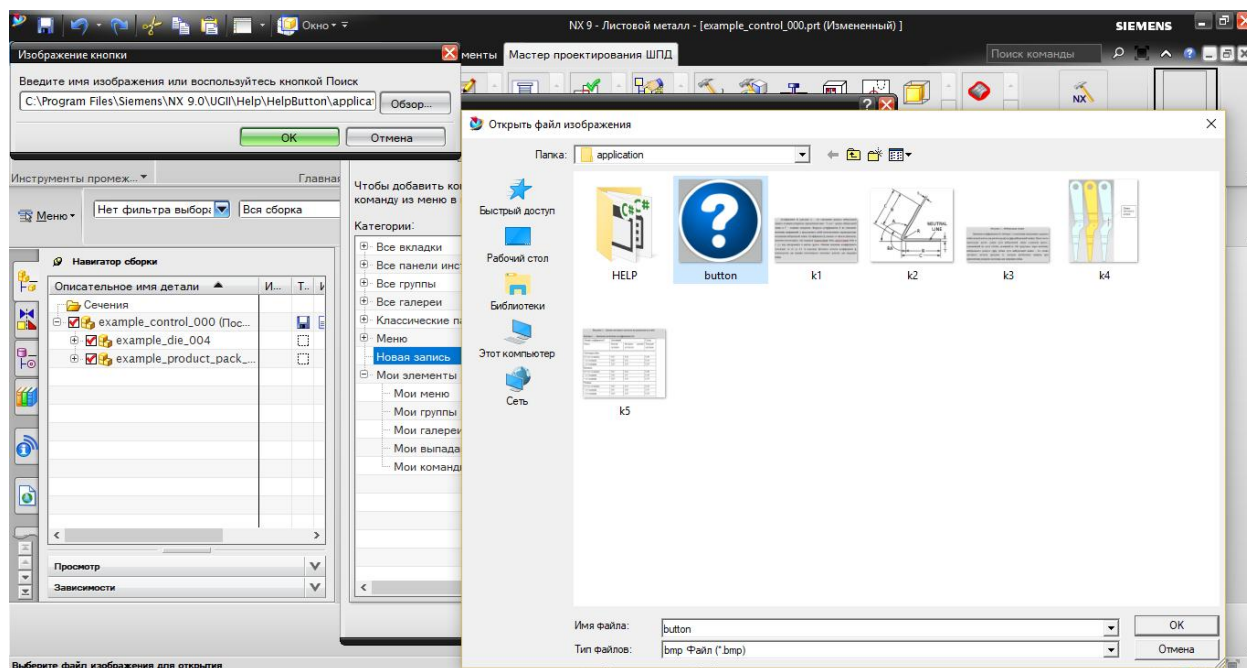 Окно
NX 9 - Листовой металл - [example_control_000.prt (Измененный) ]
SIEMENS
Изображение кнопки
менты Мастер проектирования ШПД
Поиск команды
Введите имя изображения или воспользуйтесь кнопкой Поиск
C:\Program Files\Siemens\NX 9.0\UGII\Help\HelpButton\applica
Обзор...
NX
OK
Отмена
Открыть файл изображения
Папка:
application
Инструменты промеж...
Главная
Меню
Нет фильтра выбор
Вся сборка
Чтобы добавить ко
команду из меню в
Категории:
Все вкладки
Все панели инс
Все группы
Все галереи
Классические п
Меню
Новая запись
Мои элементы
Мои меню
Мои группы
Мои галереи
Мои выпада
Мои команд
Навигатор сборки
Описательное имя детали
И...
Т..
Сечения
example_control_000 (Пос...
example_die_004
example_product_pack_...
Просмотр
Зависимости
Быстрый доступ
Рабочий стол
Библиотеки
Этот компьютер
Сеть
C# C#
NEUTRAL
LINE
HELP
button
k1
k2
k3
k4
k5
Имя файла:
button
OK
Тип файлов:
bmp Файл (*.bmp)
Отмена
Выберите файл изображения для открытия